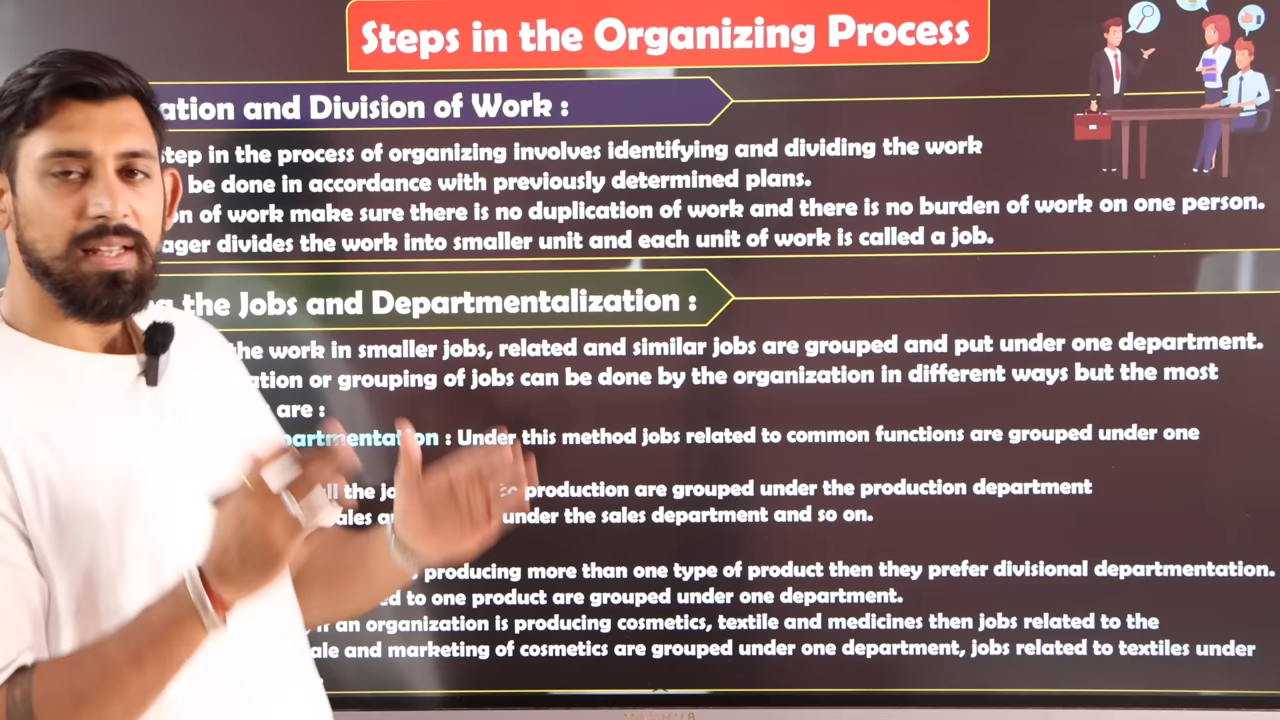 Steps in the Organizing Process
ation and Division of Work :
step in the process of organizing involves identifying and dividing the work
be done in accordance with previously determined plans.
on of work make sure there is no duplication of work and there is no burden of work on one person.
ager divides the work into smaller unit and each unit of work is called a job.
the Jobs and Departmentalization :
the work in smaller jobs, related and similar jobs are grouped and put under one department.
ation or grouping of jobs can be done by the organization in different ways but the most
are :
partmentation : Under this method jobs related to common functions are grouped under one
ll the jo production are grouped under the production department
ales under the sales department and so on.
producing more than one type of product then they prefer divisional departmentation.
ed to one product are grouped under one department.
if an organization is producing cosmetics, textile and medicines then jobs related to the
ale and marketing of cosmetics are grouped under one department, jobs related to textiles under